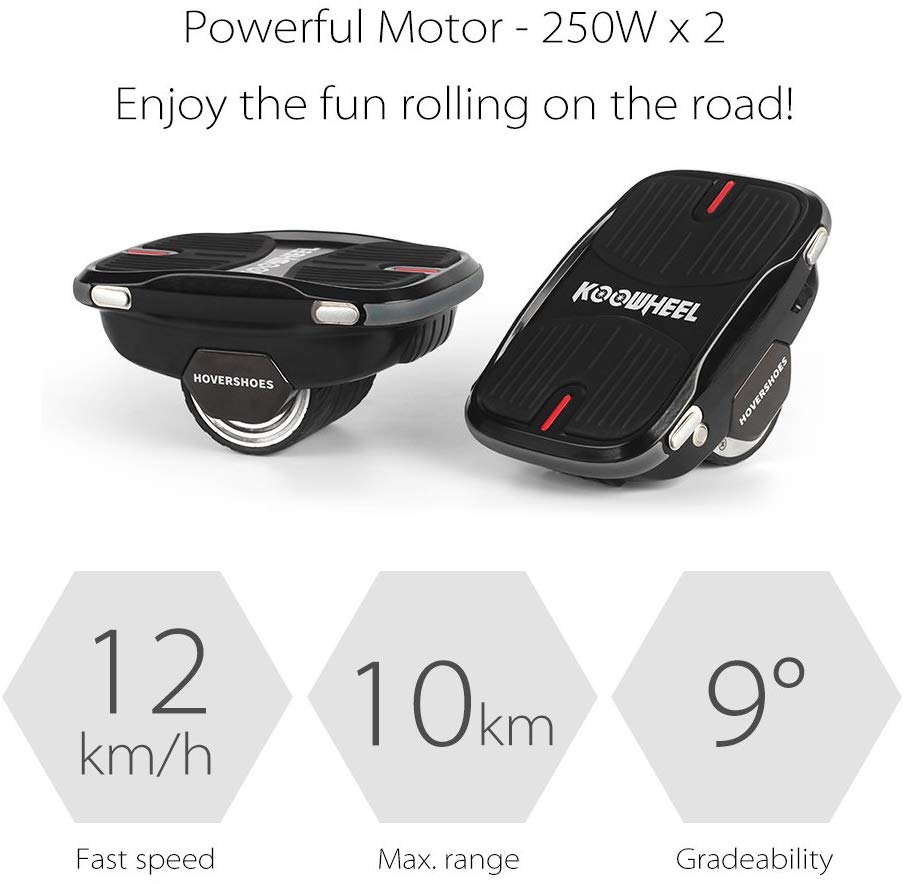 Powerful Motor - 250W x 2
Enjoy the fun rolling on the road!
KOOWHEEL
KOOWHEEL
HOVERSHOES
HOVERSHOES
12
km/h
10km
9°
Fast speed
Max. range
Gradeability